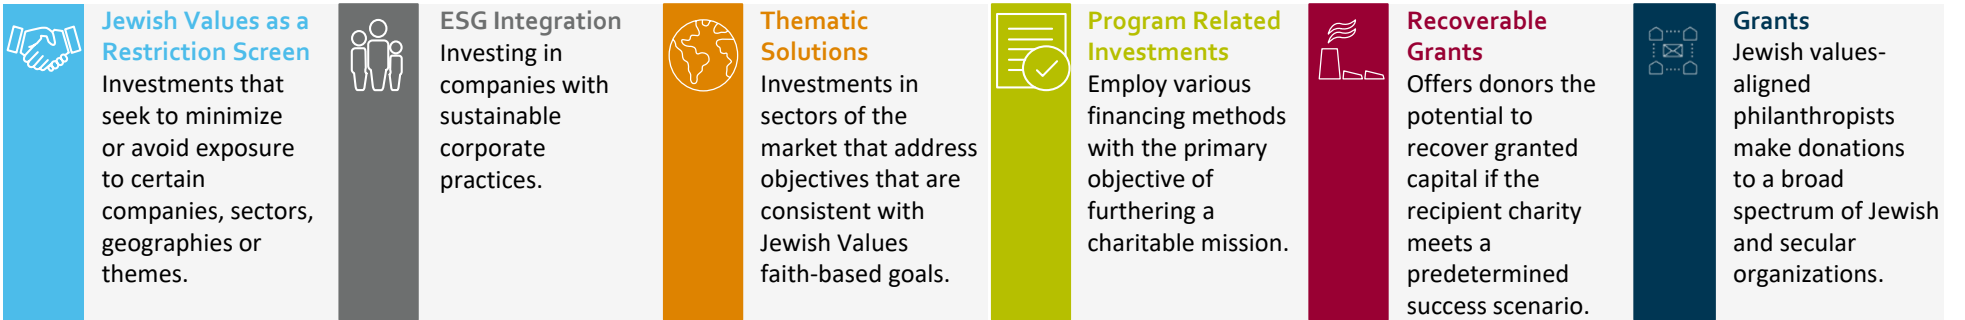 Jewish Values as a
Restriction Screen
Investments that
seek to minimize
or avoid exposure
to certain
companies, sectors,
geographies or
themes.
ESG Integration
Investing in
companies with
sustainable
corporate
practices.
Thematic
Solutions
Investments in
sectors of the
market that address
objectives that are
consistent with
Jewish Values
faith-based goals.
Program Related
Investments
Employ various
financing methods
with the primary
objective of
furthering a
charitable mission.
Recoverable
Grants
Offers donors the
potential to
recover granted
capital if the
recipient charity
meets a
predetermined
success scenario.
Grants
Jewish values-
aligned
philanthropists
make donations
to a broad
spectrum of Jewish
and secular
organizations.